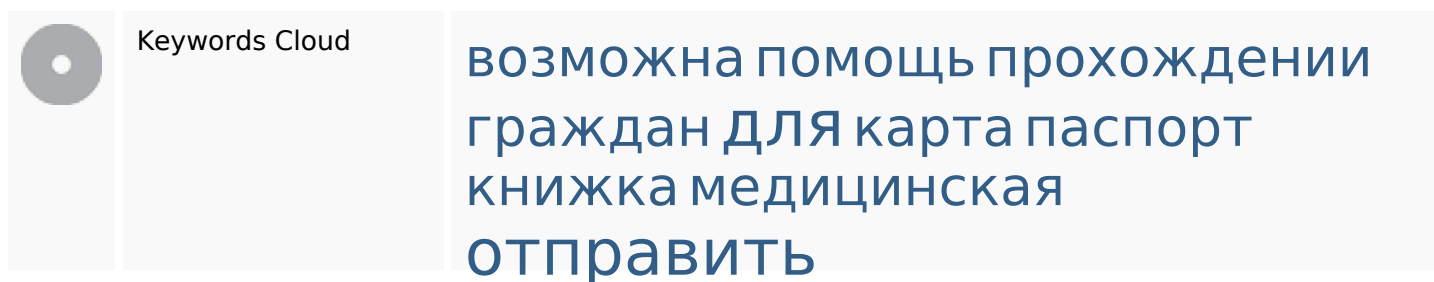 Keywords Cloud
возможна помощь прохождении
граждан для карта паспорт
книжка медицинская
отправить